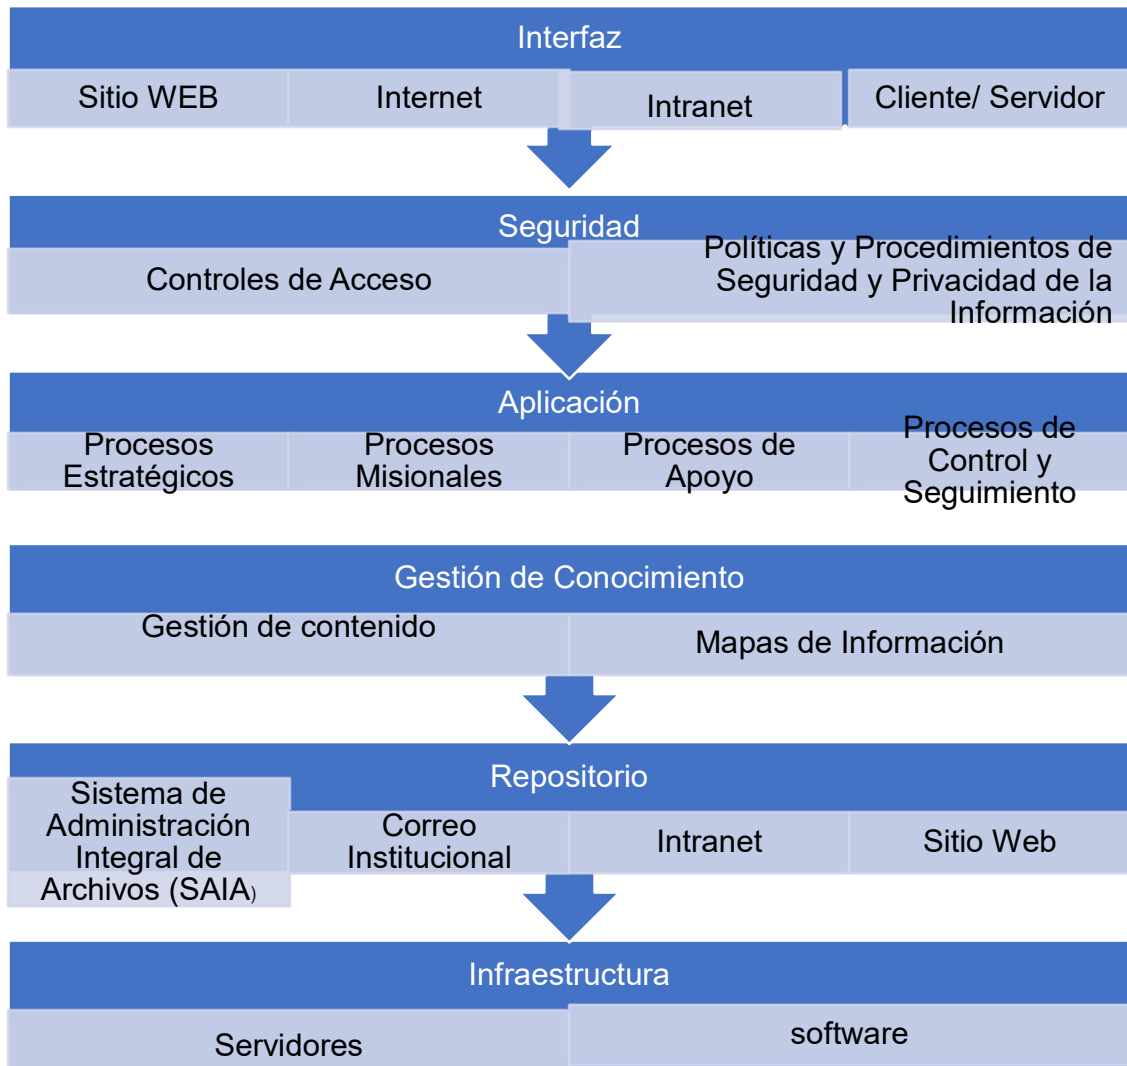 Interfaz
Sitio WEB
Internet
Intranet
Cliente/ Servidor
Seguridad
Controles de Acceso
Políticas y Procedimientos de
Seguridad y Privacidad de la
Información
Aplicación
Procesos
Estratégicos
Procesos
Misionales
Procesos de
Apoyo
Procesos de
Control y
Seguimiento
Gestión de Conocimiento
Gestión de contenido
Mapas de Información
Repositorio
Sistema de
Administración
Integral de
Archivos (SAIA)
Correo
Institucional
Intranet
Sitio Web
Infraestructura
Servidores
software